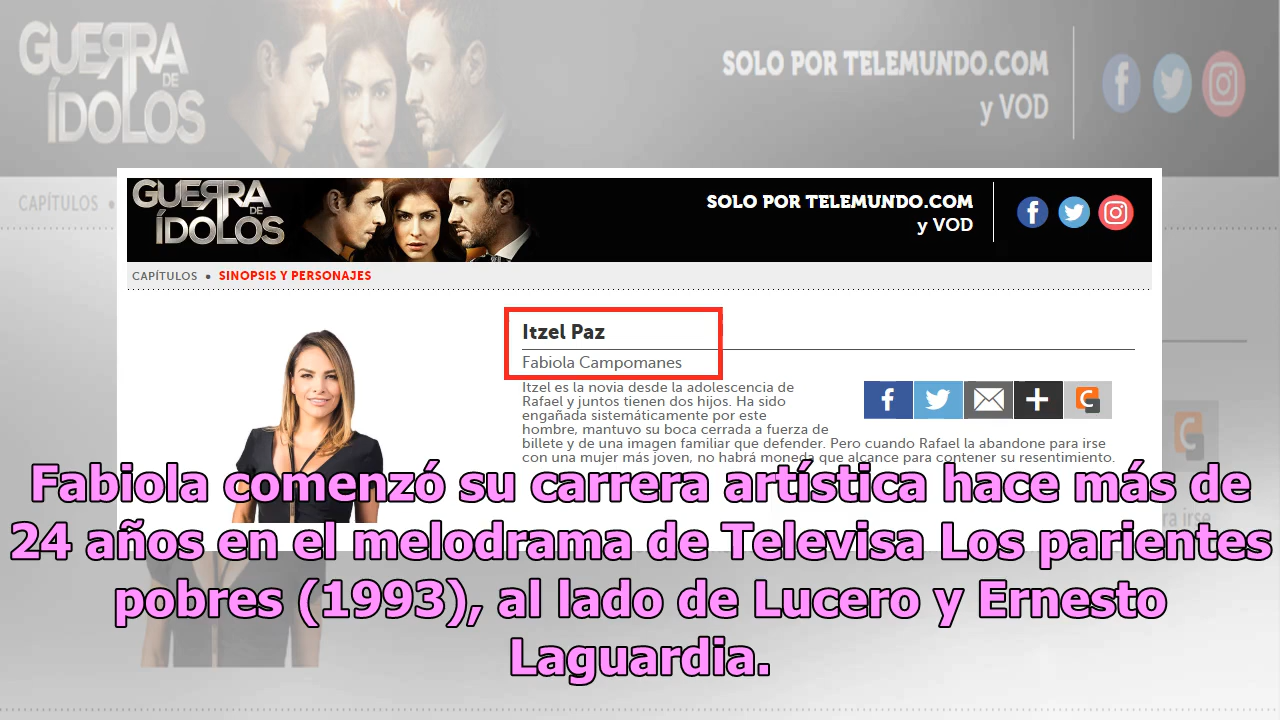 GUERRA
DE
ÍDOLOS
SOLO POR TELEMUNDO.COM
y VOD
CAPÍTULOS •
GUERRA
DE
ÍDOLOS
SOLO POR TELEMUNDO.COM
y VOD
CAPÍTULOS • SINOPSIS Y PERSONAJES
Itzel Paz
Fabiola Campomanes
Itzel es la novia desde la adolescencia de
Rafael y juntos tienen dos hijos. Ha sido
engañada sistemáticamente por este
hombre, mantuvo su boca cerrada a fuerza de
billete y de una imagen familiar que defender. Pero cuando Rafael la abandone para irse
con una mujer más joven, no habrá moneda que alcance para contener su resentimiento.
Fabiola comenzó su carrera artística hace más de
24 años en el melodrama de Televisa Los parientes
pobres (1993), al lado de Lucero y Ernesto
Laguardia.